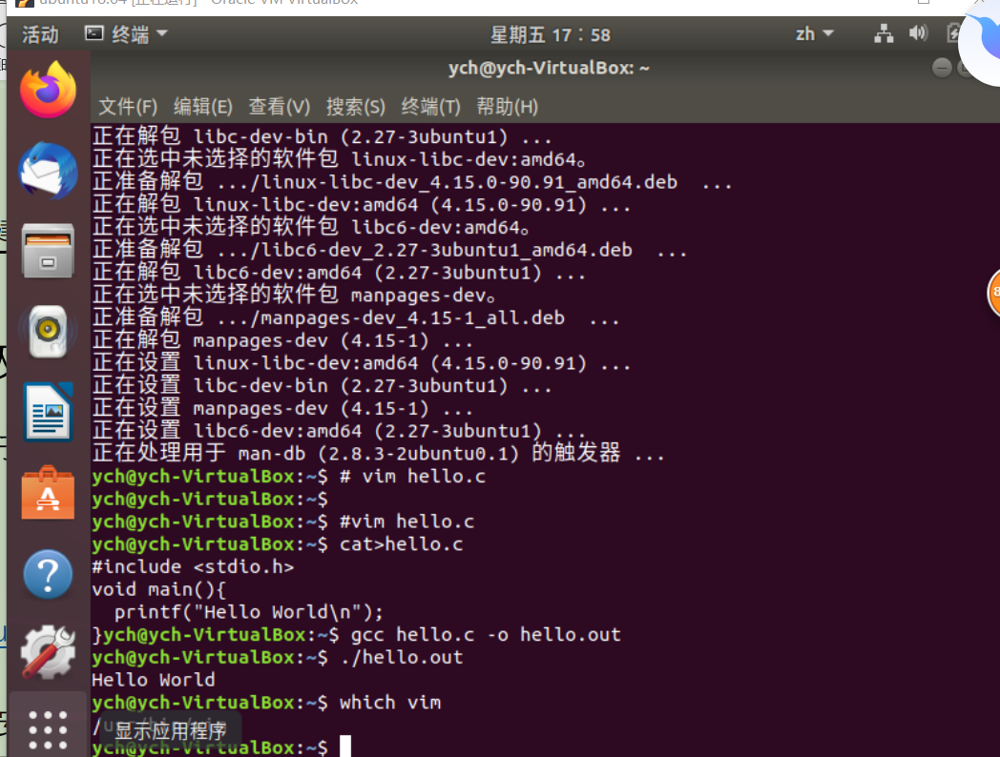 ubuntu18.04 [正在运行] - Oracle VM VirtualBox
活动 终端 星期五 17：58 zh
ych@ych-VirtualBox: ~
文件(F) 编辑(E) 查看(V) 搜索(S) 终端(T) 帮助(H)
正在解包 libc-dev-bin (2.27-3ubuntu1) ...
正在选中未选择的软件包 linux-libc-dev:amd64。
正准备解包 .../linux-libc-dev_4.15.0-90.91_amd64.deb ...
正在解包 linux-libc-dev:amd64 (4.15.0-90.91) ...
正在选中未选择的软件包 libc6-dev:amd64。
正准备解包 .../libc6-dev_2.27-3ubuntu1_amd64.deb ...
正在解包 libc6-dev:amd64 (2.27-3ubuntu1) ...
正在选中未选择的软件包 manpages-dev。
正准备解包 .../manpages-dev_4.15-1_all.deb ...
正在解包 manpages-dev (4.15-1) ...
正在设置 linux-libc-dev:amd64 (4.15.0-90.91) ...
正在设置 libc-dev-bin (2.27-3ubuntu1) ...
正在设置 manpages-dev (4.15-1) ...
正在设置 libc6-dev:amd64 (2.27-3ubuntu1) ...
正在处理用于 man-db (2.8.3-2ubuntu0.1) 的触发器 ...
ych@ych-VirtualBox:~$ # vim hello.c
ych@ych-VirtualBox:~$
ych@ych-VirtualBox:~$ #vim hello.c
ych@ych-VirtualBox:~$ cat>hello.c
#include <stdio.h>
void main(){
  printf("Hello World\n");
}ych@ych-VirtualBox:~$ gcc hello.c -o hello.out
ych@ych-VirtualBox:~$ ./hello.out
Hello World
ych@ych-VirtualBox:~$ which vim
显示应用程序
ych@ych-VirtualBox:~$